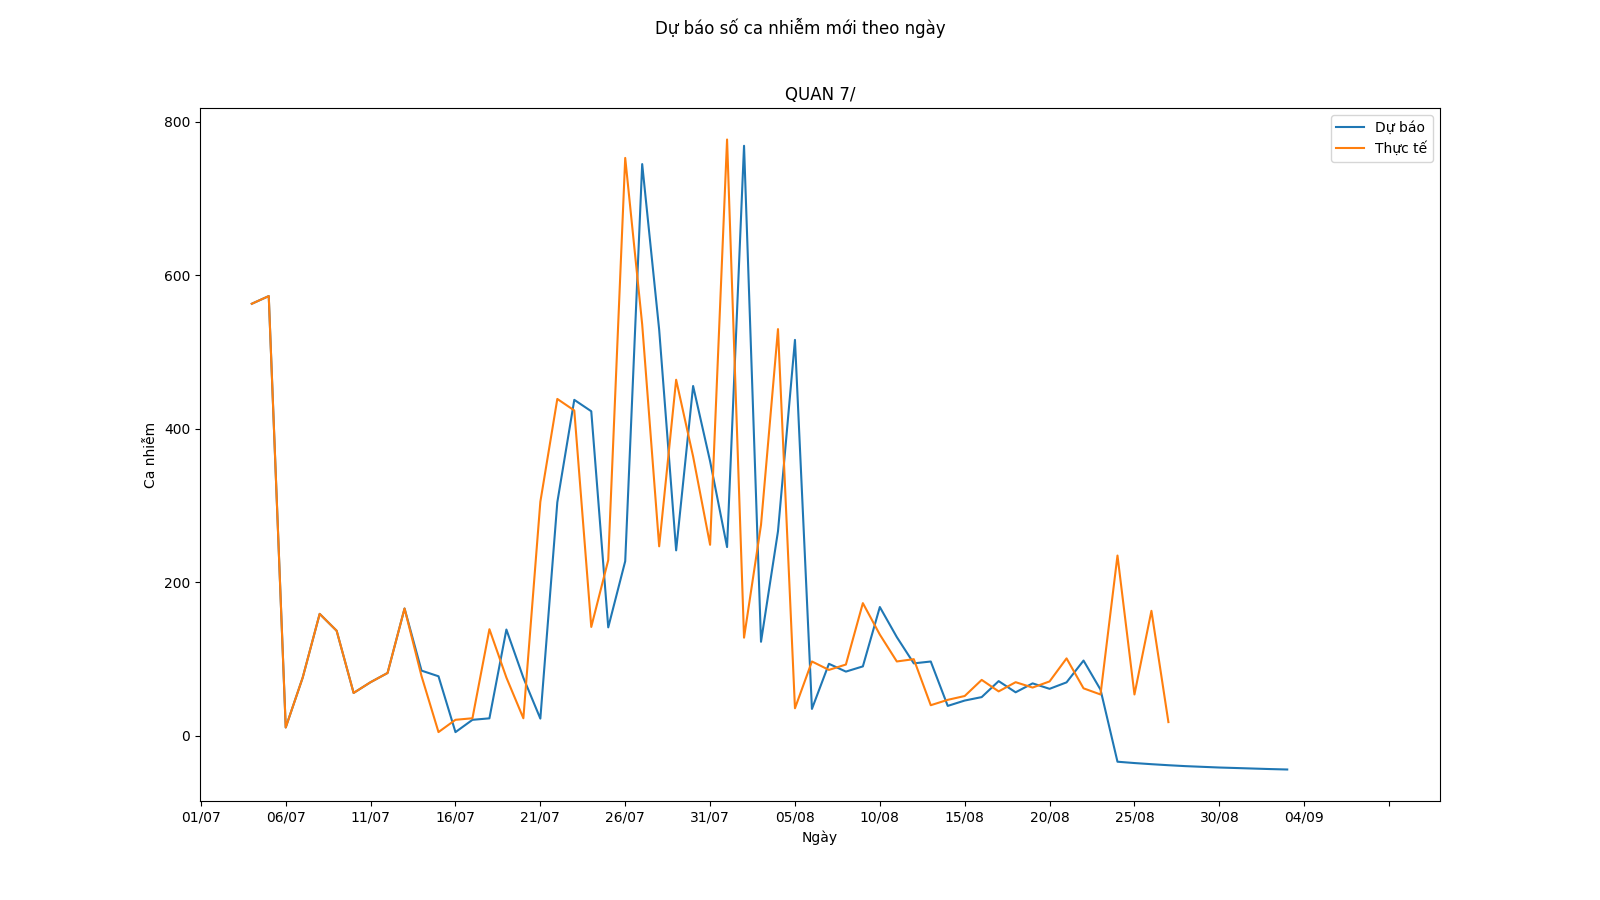 Dự báo số ca nhiễm mới theo ngày
QUAN 7/
800
600
400
200
0
Ca nhiễm
Dự báo
Thực tế
01/07 06/07 11/07 16/07 21/07 26/07 31/07 05/08 10/08 15/08 20/08 25/08 30/08 04/09
Ngày